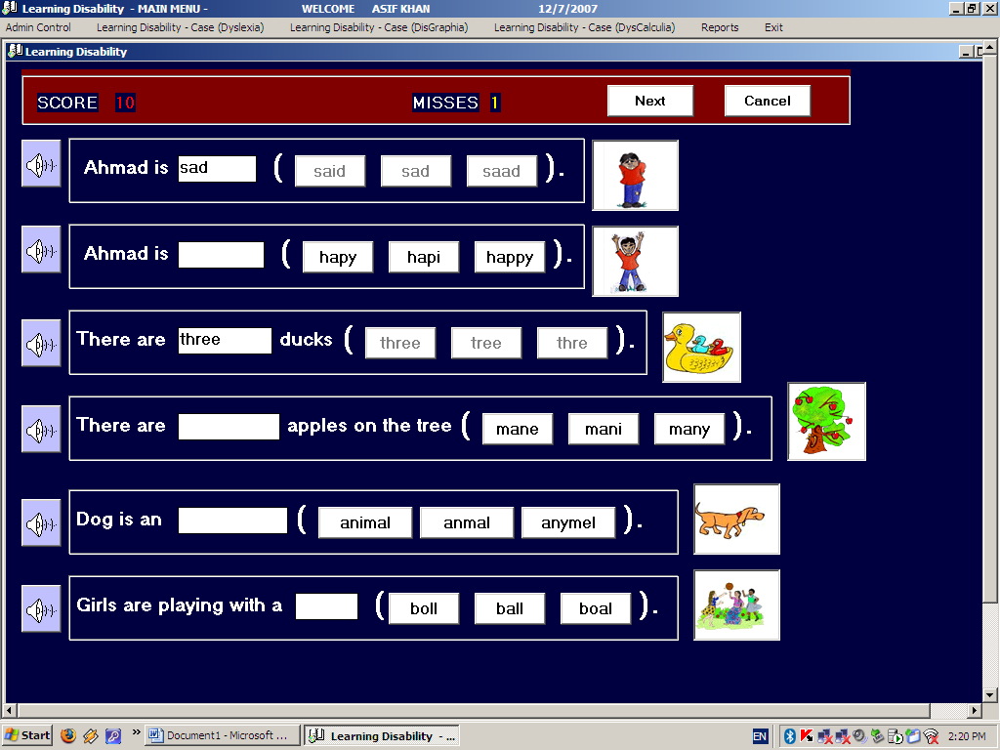 Learning Disability - MAIN MENU - WELCOME ASIF KHAN 12/7/2007
Admin Control Learning Disability - Case (Dyslexia) Learning Disability - Case (DisGraphia) Learning Disability - Case (DysCalculia) Reports Exit
Learning Disability
SCORE 10 MISSES 1 Next Cancel
Ahmad is sad ( said sad saad ).
Ahmad is ( hapy hapi happy ).
There are three ducks ( three tree thre ).
There are apples on the tree ( mane mani many ).
Dog is an ( animal anmal anymel ).
Girls are playing with a ( boll ball boal ).
Start » Document1 - Microsoft ... Learning Disability - ... EN 2:20 PM